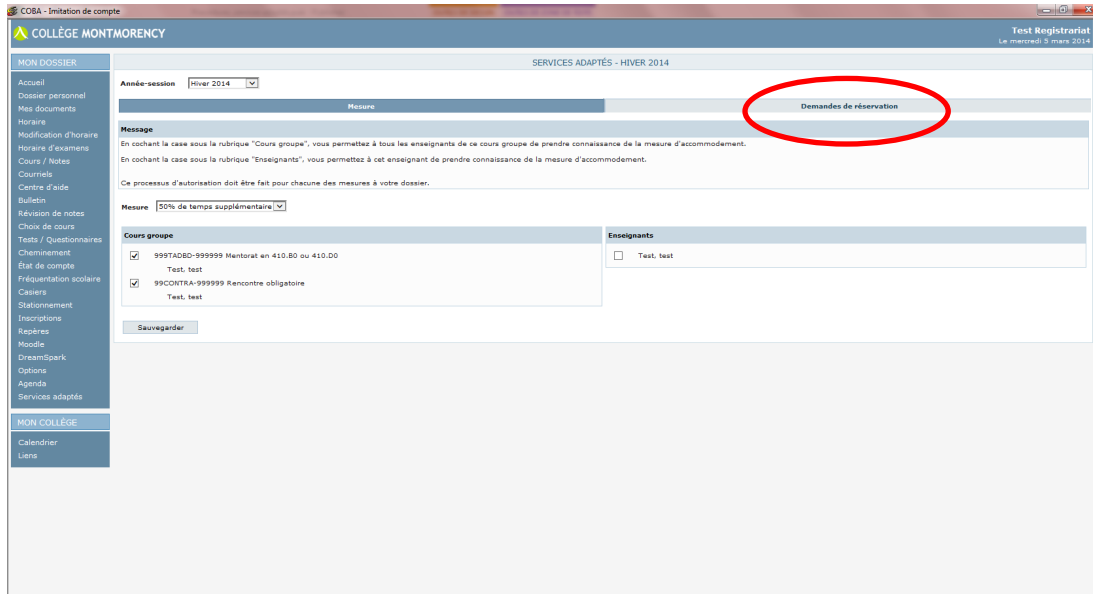 COBA - Imitation de compte
COLLÈGE MONTMORENCY
Test Registrariat
Le mercredi 5 mars 2014
MON DOSSIER
Accueil
Dossier personnel
Mes documents
Horaire
Modification d'horaire
Horaire d'examens
Cours / Notes
Courriels
Centre d'aide
Bulletin
Révision de notes
Choix de cours
Tests / Questionnaires
Cheminement
État de compte
Fréquentation scolaire
Casiers
Stationnement
Inscriptions
Repères
Moodle
DreamSpark
Options
Agenda
Services adaptés
MON COLLÈGE
Calendrier
Liens
SERVICES ADAPTÉS - HIVER 2014
Année-session Hiver 2014
Mesure Demandes de réservation
Message
En cochant la case sous la rubrique "Cours groupe", vous permettez à tous les enseignants de ce cours groupe de prendre connaissance de la mesure d'accommodement.
En cochant la case sous la rubrique "Enseignants", vous permettez à cet enseignant de prendre connaissance de la mesure d'accommodement.
Ce processus d'autorisation doit être fait pour chacune des mesures à votre dossier.
Mesure 50% de temps supplémentaire
Cours groupe
999TADBD-999999 Mentorat en 410.B0 ou 410.D0
Test, test
99CONTRA-999999 Rencontre obligatoire
Test, test
Enseignants
Test, test
Sauvegarder